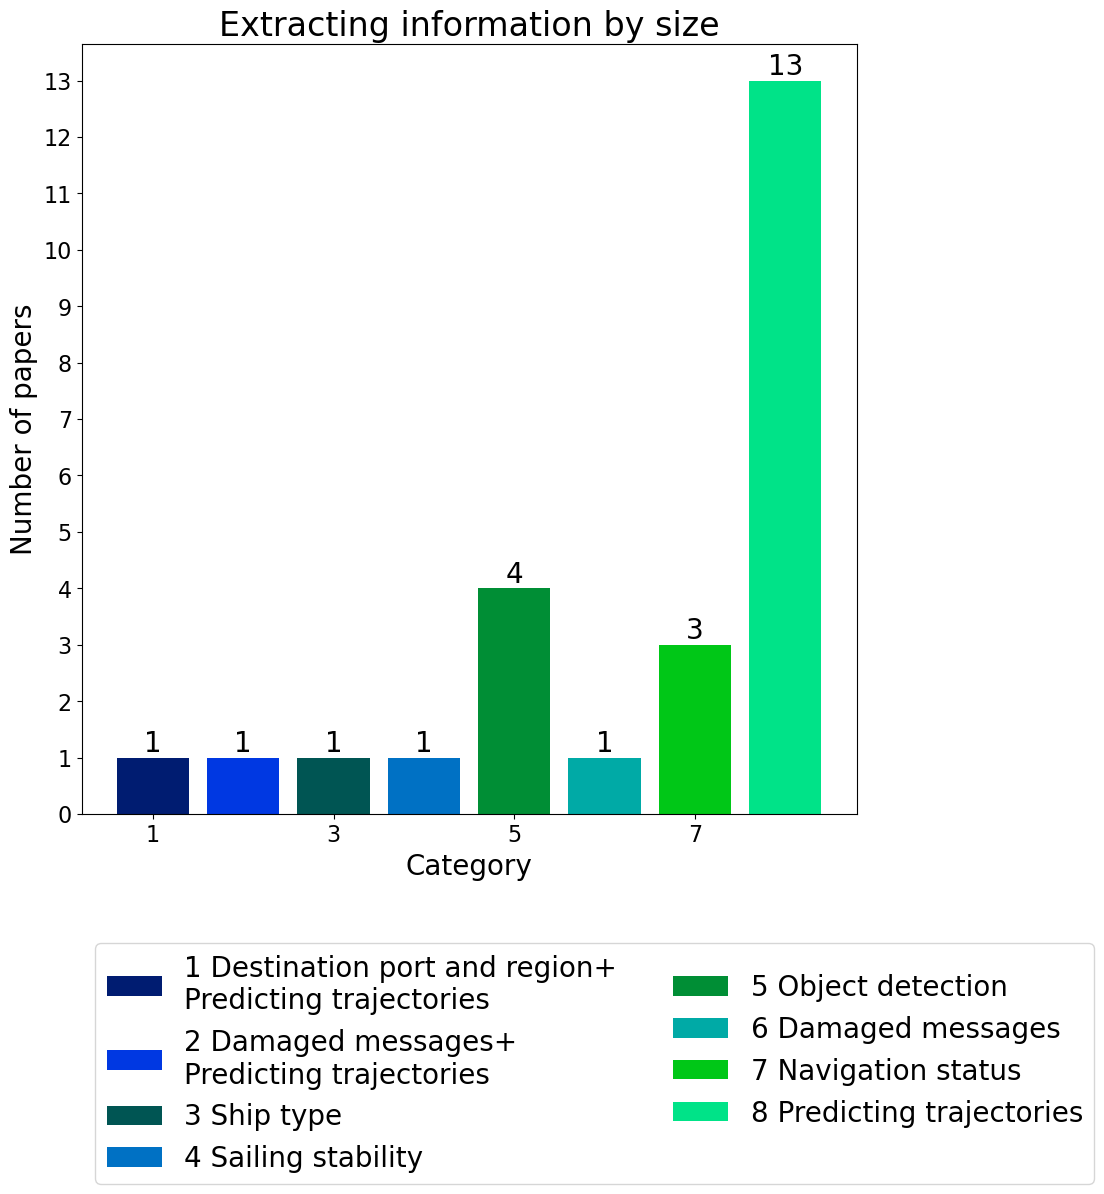 Extracting information by size
Number of papers
13
12
11
10
9
8
7
6
5
4
3
2
1
0
1
1
1
1
4
1
3
13
1
3
5
7
Category
1 Destination port and region+
Predicting trajectories
2 Damaged messages+
Predicting trajectories
3 Ship type
4 Sailing stability
5 Object detection
6 Damaged messages
7 Navigation status
8 Predicting trajectories